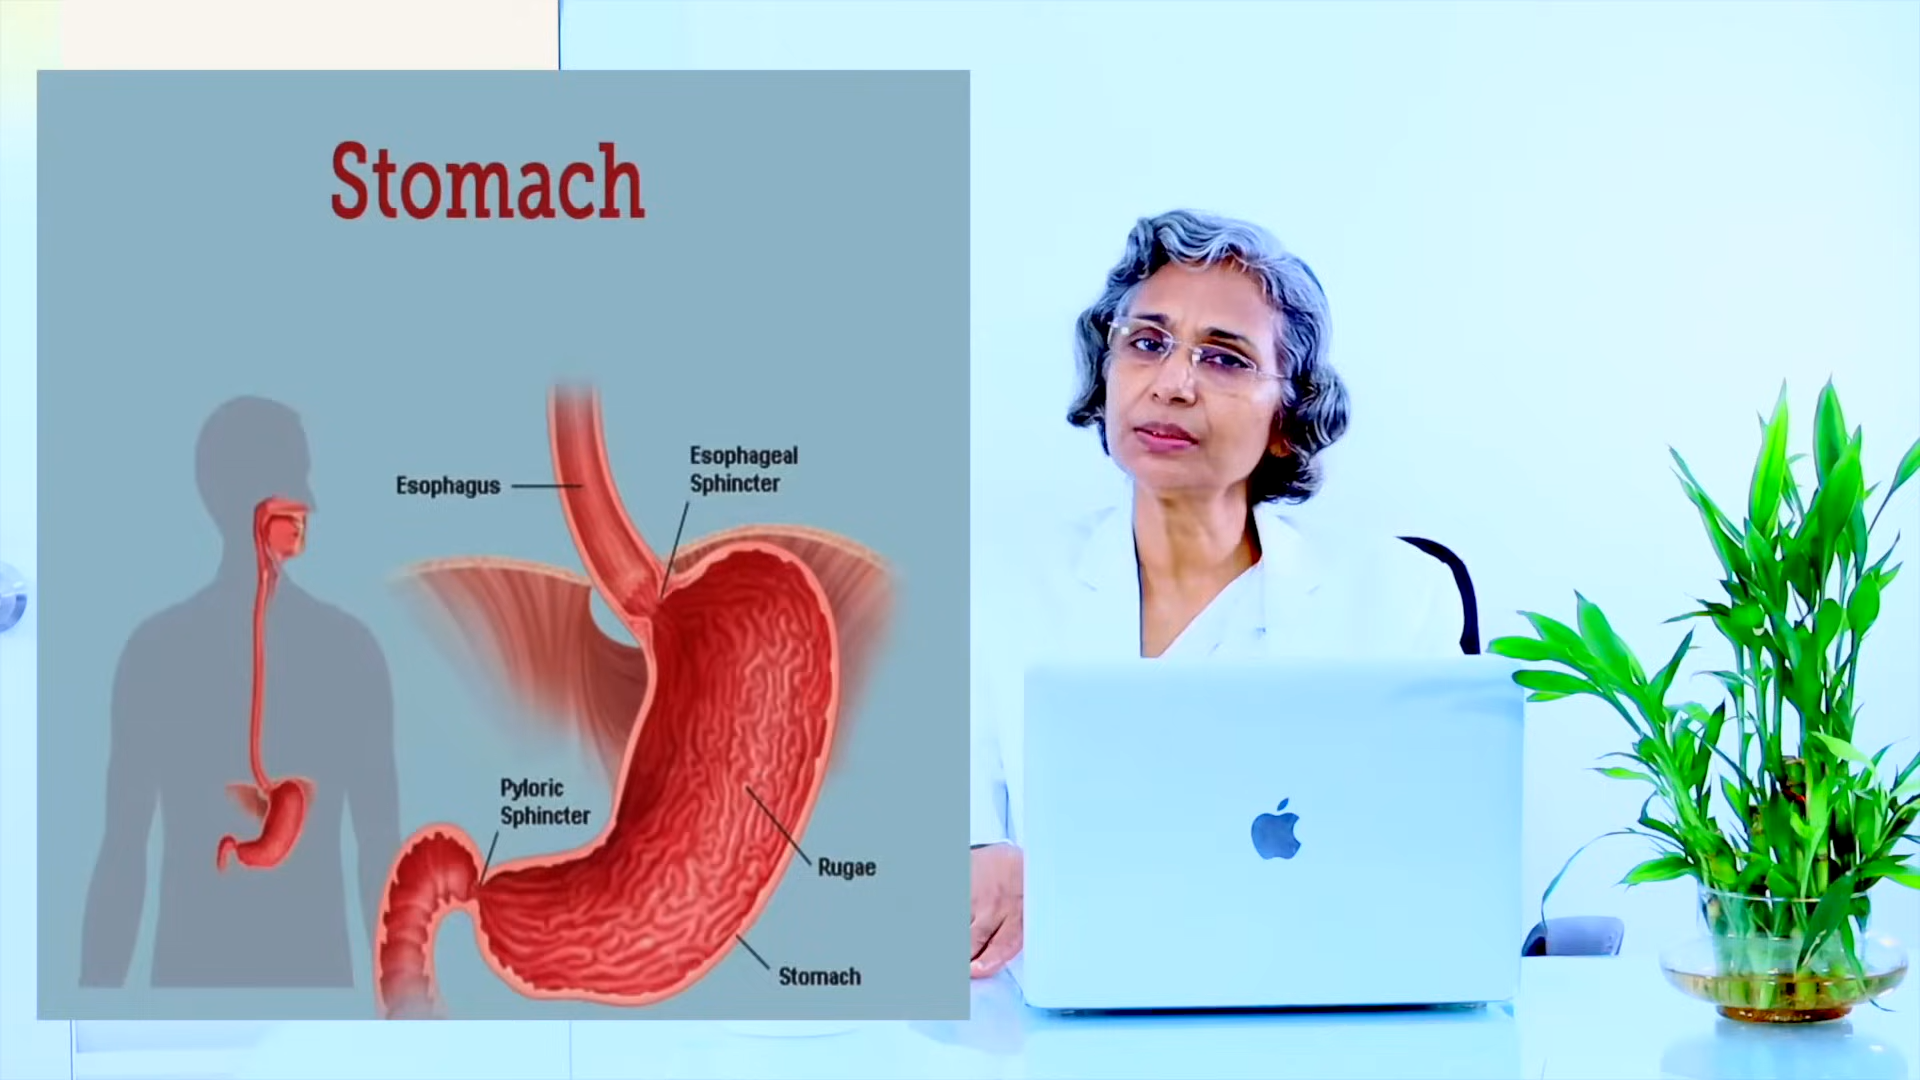 Stomach
Esophagus
Esophageal
Sphincter
Pyloric
Sphincter
Rugae
Stomach